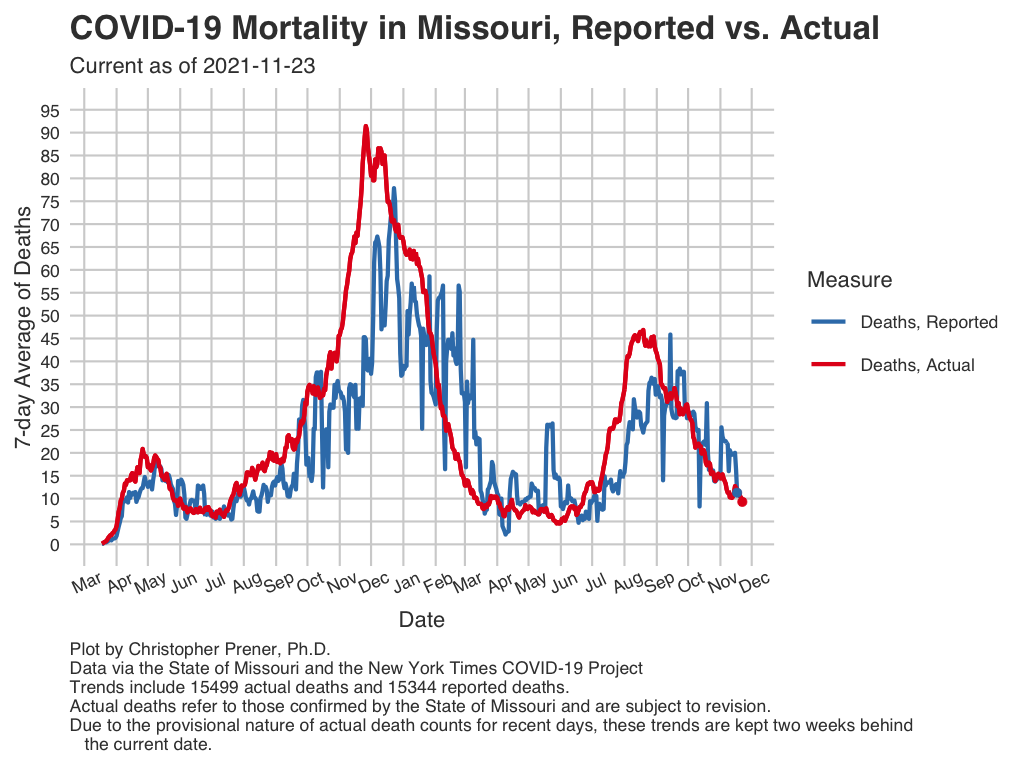 COVID-19 Mortality in Missouri, Reported vs. Actual
Current as of 2021-11-23
95
90
85
80
75
70
65
60
55
50
45
40
35
30
25
20
15
10
5
0
7-day Average of Deaths
Mar Apr May Jun Jul Aug Sep Oct Nov Dec Jan Feb Mar Apr May Jun Jul Aug Sep Oct Nov Dec
Date
Measure
Deaths, Reported
Deaths, Actual
Plot by Christopher Prener, Ph.D.
Data via the State of Missouri and the New York Times COVID-19 Project
Trends include 15499 actual deaths and 15344 reported deaths.
Actual deaths refer to those confirmed by the State of Missouri and are subject to revision.
Due to the provisional nature of actual death counts for recent days, these trends are kept two weeks behind
the current date.